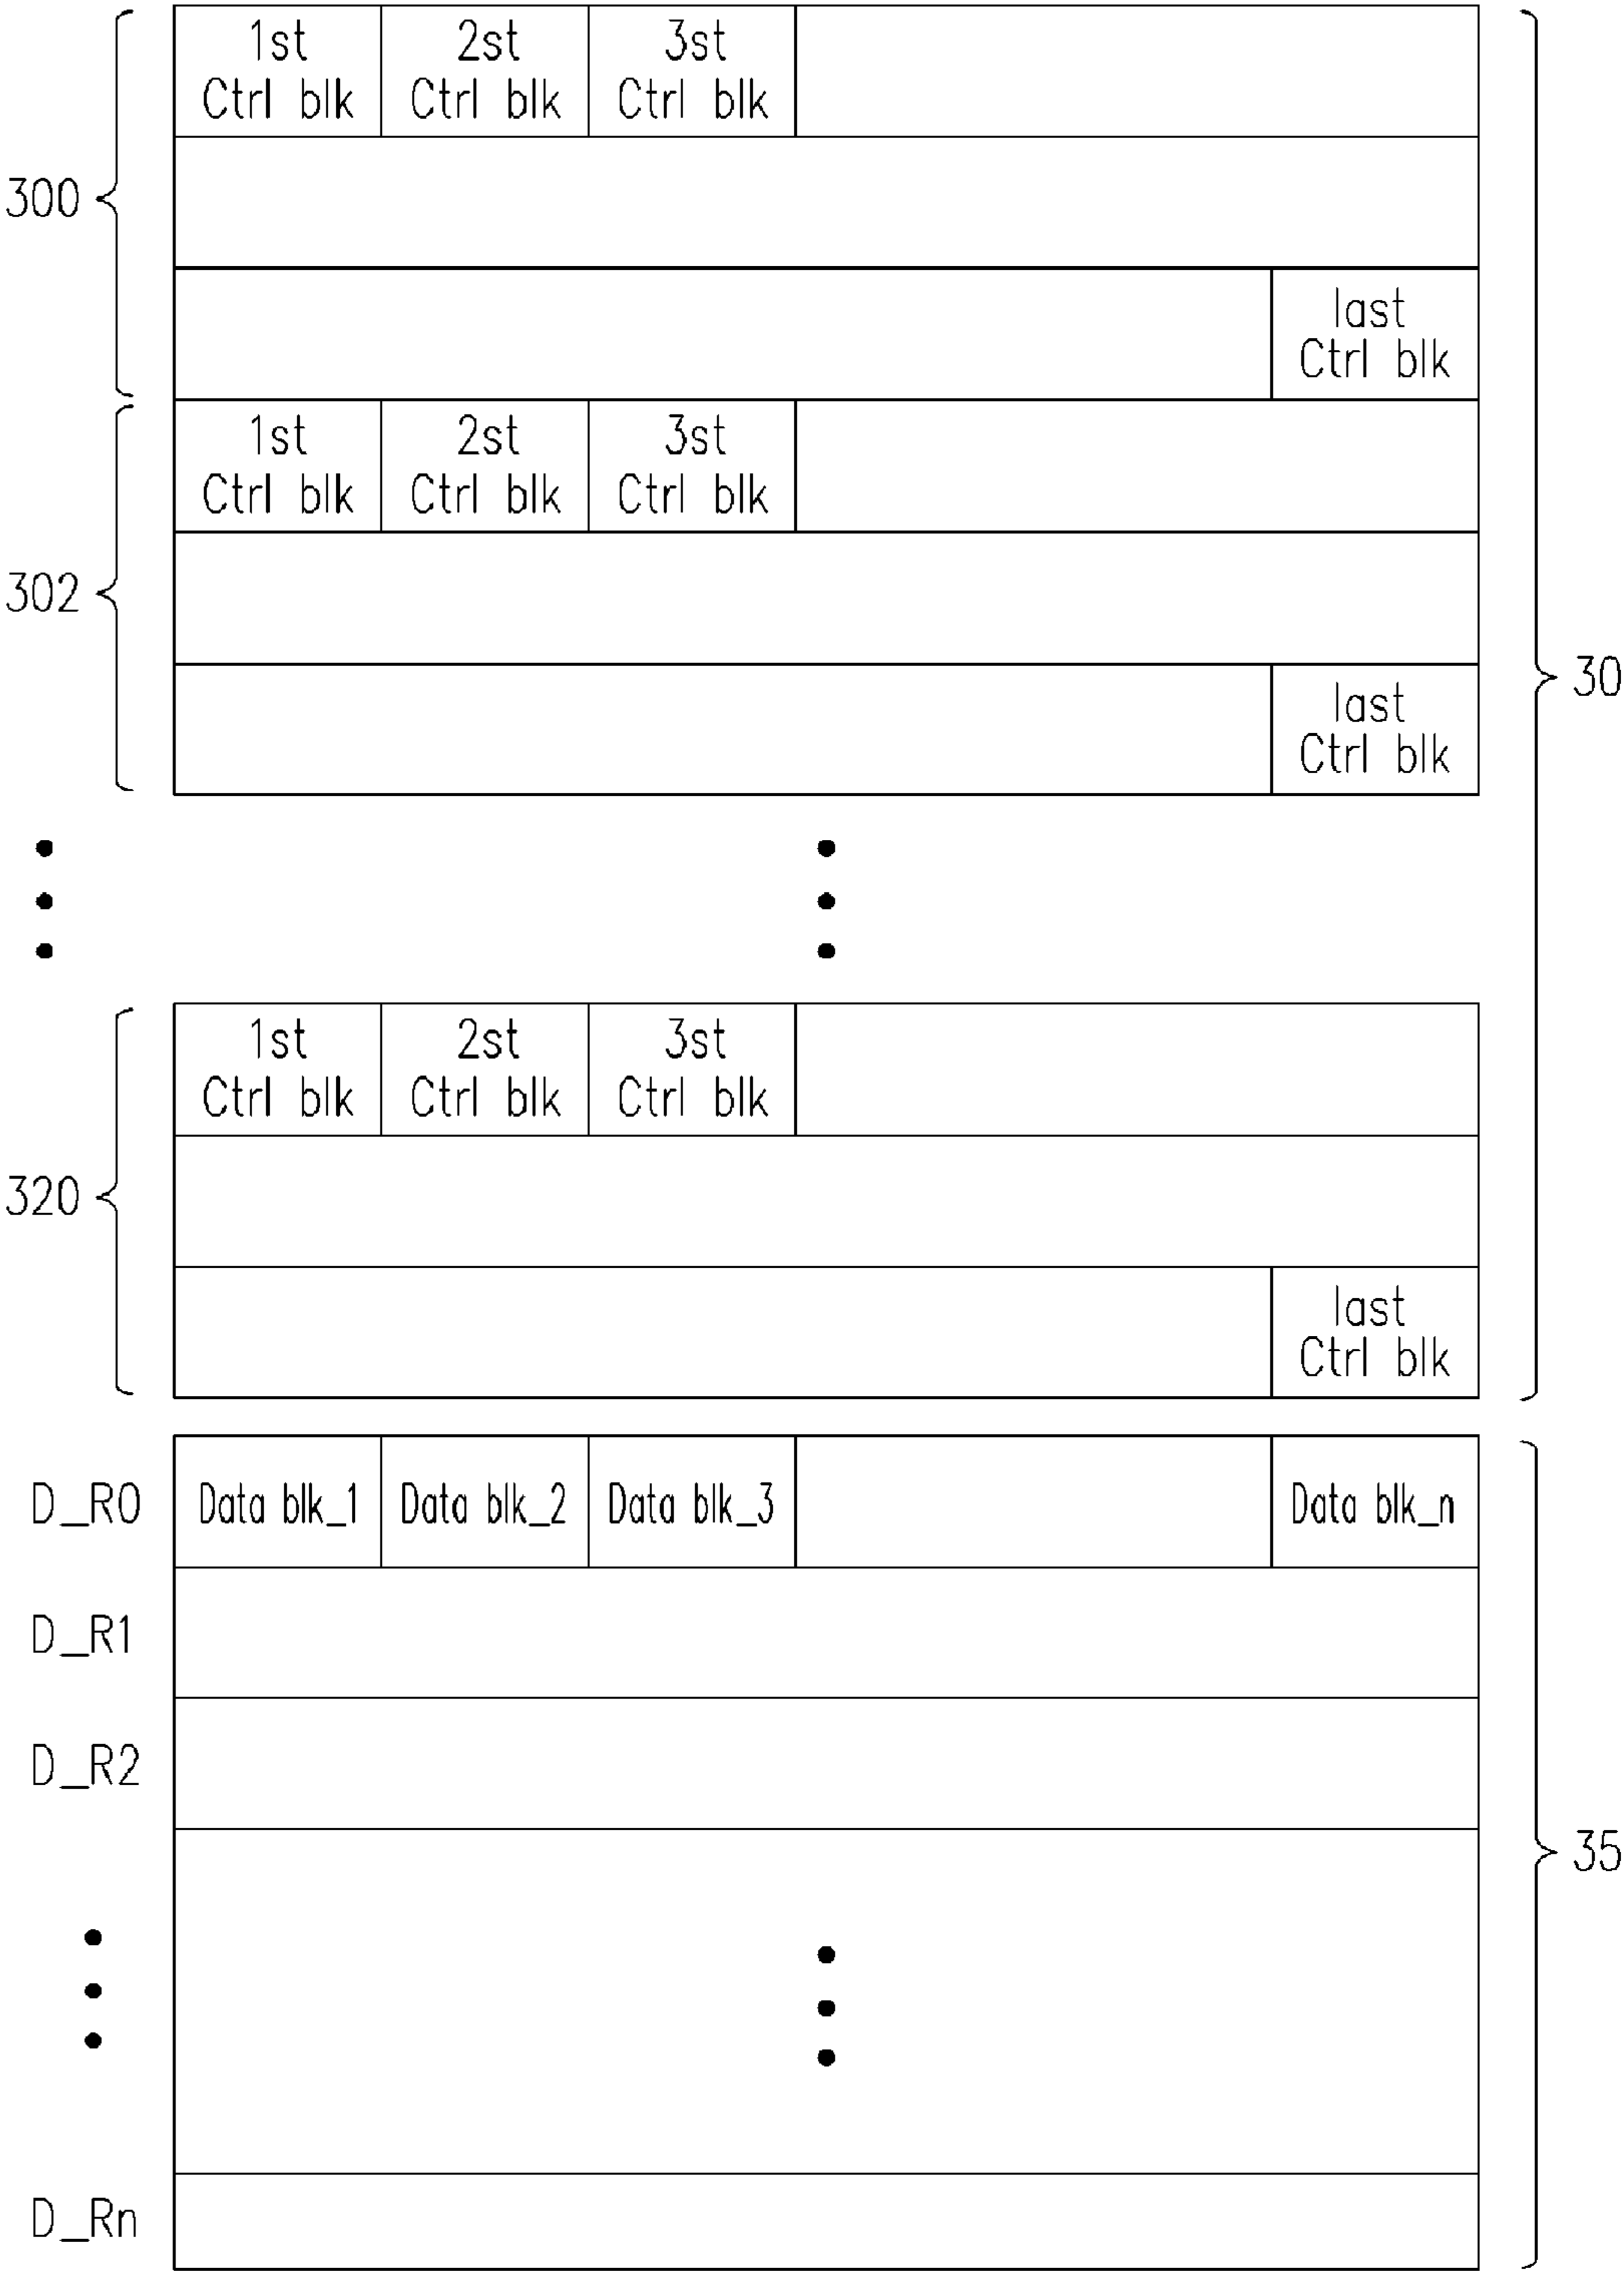 1st 2st 3st
Ctrl blk Ctrl blk Ctrl blk
300
last
Ctrl blk
1st 2st 3st
Ctrl blk Ctrl blk Ctrl blk
302
30
last
Ctrl blk
1st 2st 3st
Ctrl blk Ctrl blk Ctrl blk
320
last
Ctrl blk
D_R0 Data blk_1 Data blk_2 Data blk_3 Data blk_n
D_R1
D_R2
35
D_Rn